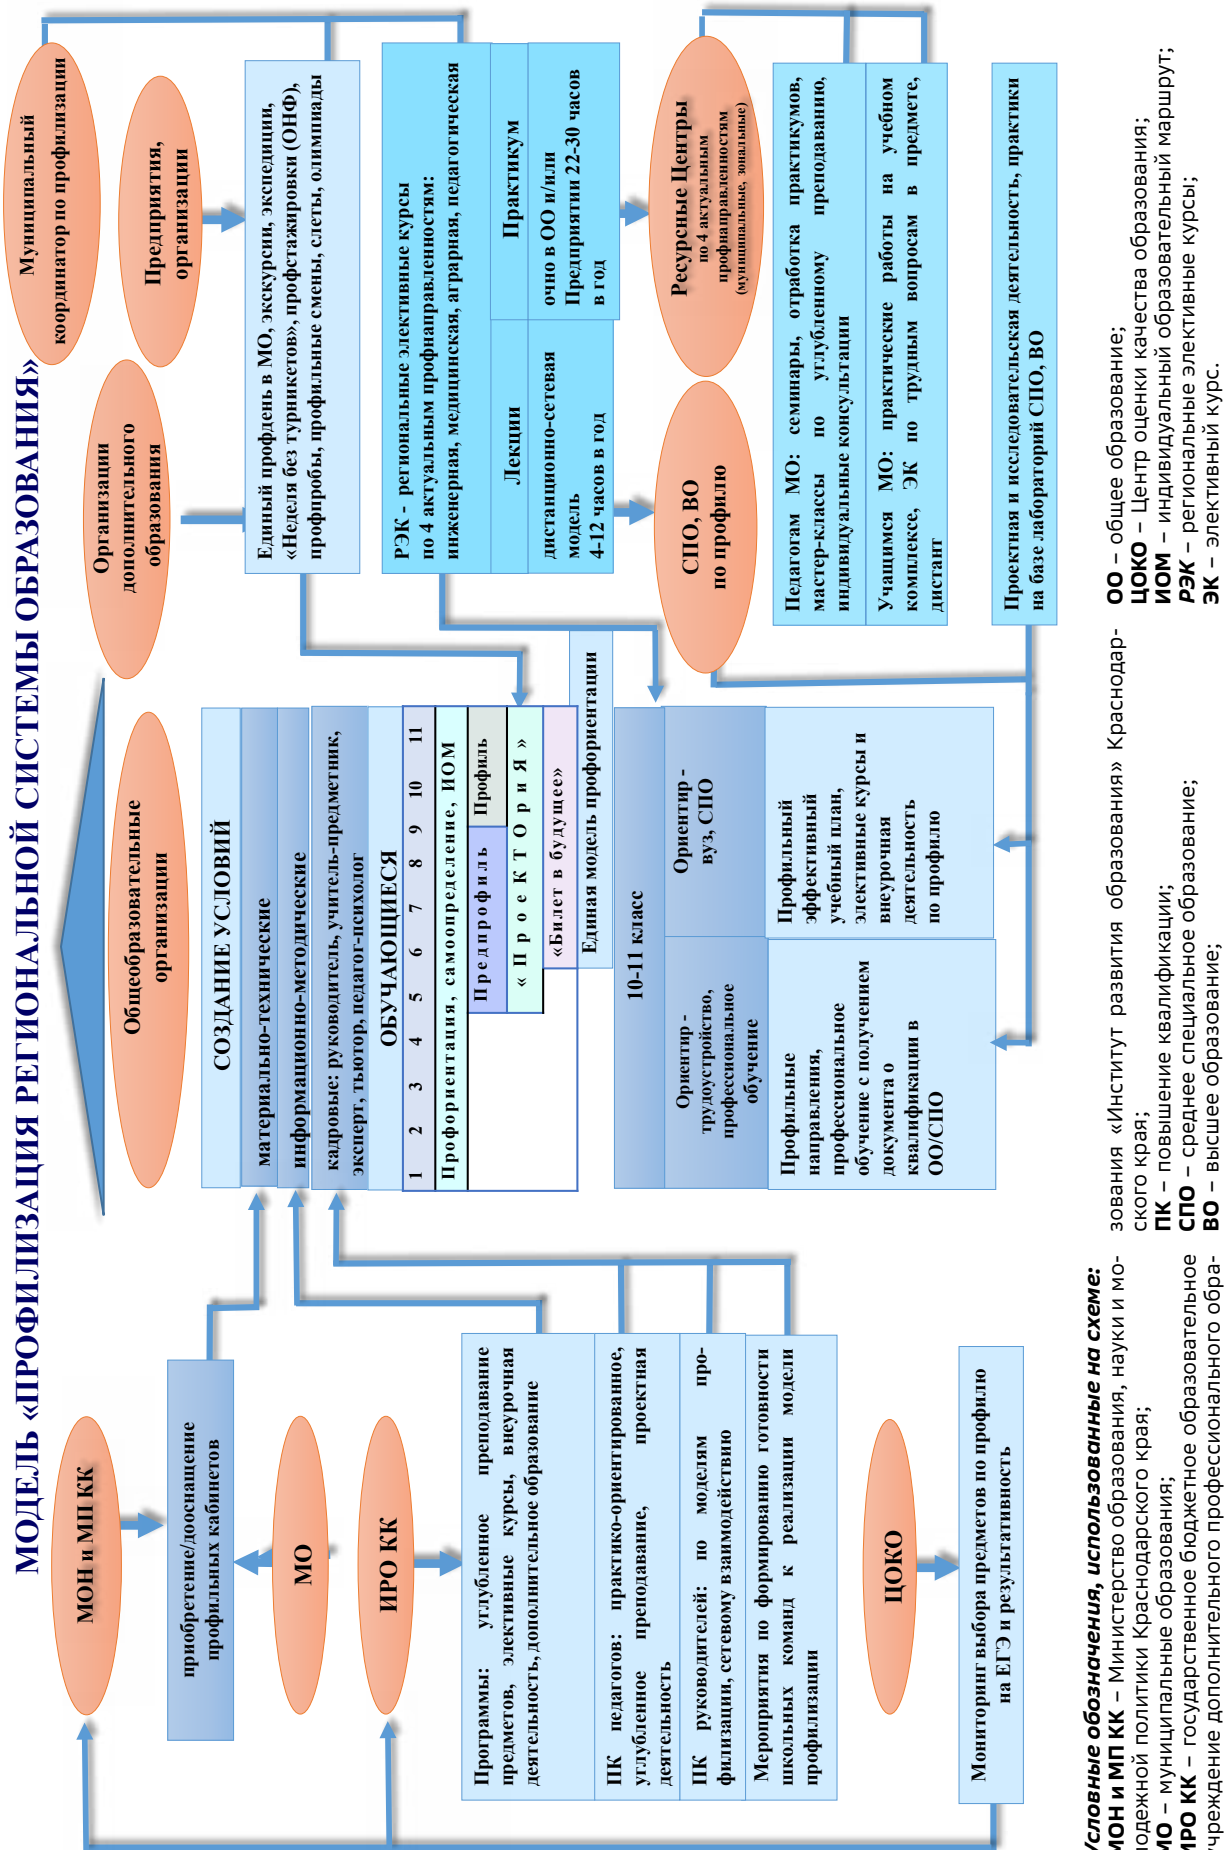 МОДЕЛЬ «ПРОФИЛИЗАЦИЯ РЕГИОНАЛЬНОЙ СИСТЕМЫ ОБРАЗОВАНИЯ»
МОН и МП КК
приобретение/дооснащение
профильных кабинетов
МО
ИРО КК
Программы: углубленное преподавание
предметов, элективные курсы, внеурочная
деятельность, дополнительное образование
ПК педагогов: практико-ориентированное,
углубленное преподавание, проектная
деятельность
ПК руководителей: по моделям про-
филизации, сетевому взаимодействию
Мероприятия по формированию готовности
школьных команд к реализации модели
профилизации
ЦОКО
Мониторинг выбора предметов по профилю
на ЕГЭ и результативность
Общеобразовательные
организации
СОЗДАНИЕ УСЛОВИЙ
материально-технические
информационно-методические
кадровые: руководитель, учитель-предметник,
эксперт, тьютор, педагог-психолог
ОБУЧАЮЩИЕСЯ
1 2 3 4 5 6 7 8 9 10 11
Профориентация, самоопределение, ИОМ
Предпрофиль
Профиль
«ПроеКТОриЯ»
«Билет в будущее»
Единая модель профориентации
10-11 класс
Ориентир -
трудоустройство,
профессиональное
обучение
Ориентир -
вуз, СПО
Профильные
направления,
профессиональное
обучение с получением
документа о
квалификации в
ОО/СПО
Профильный
эффективный
учебный план,
элективные курсы и
внеурочная
деятельность
по профилю
Организации
дополнительного
образования
Муниципальный
координатор по профилизации
Предприятия,
организации
Единый профдень в МО, экскурсии, экспедиции,
«Неделя без турникетов», профстажировки (ОНФ),
профпробы, профильные смены, слеты, олимпиады
РЭК - региональные элективные курсы
по 4 актуальным профнаправленностям:
инженерная, медицинская, аграрная, педагогическая
Лекции
Практикум
дистанционно-сетевая
модель
4-12 часов в год
очно в ОО и/или
Предприятии 22-30 часов
в год
СПО, ВО
по профилю
Ресурсные Центры
по 4 актуальным
профнаправленностям
(муниципальные, зональные)
Педагогам МО: семинары, отработка практикумов,
мастер-классы по углубленному преподаванию,
индивидуальные консультации
Учащимся МО: практические работы на учебном
комплексе, ЭК по трудным вопросам в предмете,
дистант
Проектная и исследовательская деятельность, практики
на базе лабораторий СПО, ВО
Условные обозначения, использованные на схеме:
МОН и МП КК – Министерство образования, науки и мо-
лодежной политики Краснодарского края;
МО – муниципальные образования;
ИРО КК – государственное бюджетное образовательное
учреждение дополнительного профессионального обра-
зования «Институт развития образования» Краснодар-
ского края;
ПК – повышение квалификации;
СПО – среднее специальное образование;
ВО – высшее образование;
ОО – общее образование;
ЦОКО – Центр оценки качества образования;
ИОМ – индивидуальный образовательный маршрут;
РЭК – региональные элективные курсы;
ЭК – элективный курс.